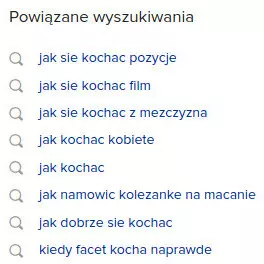 Powiązane wyszukiwania
jak sie kochac pozycje
jak sie kochac film
jak sie kochac z mezczyzna
jak kochac kobiete
jak kochac
jak namowic kolezanke na macanie
jak dobrze sie kochac
kiedy facet kocha naprawde